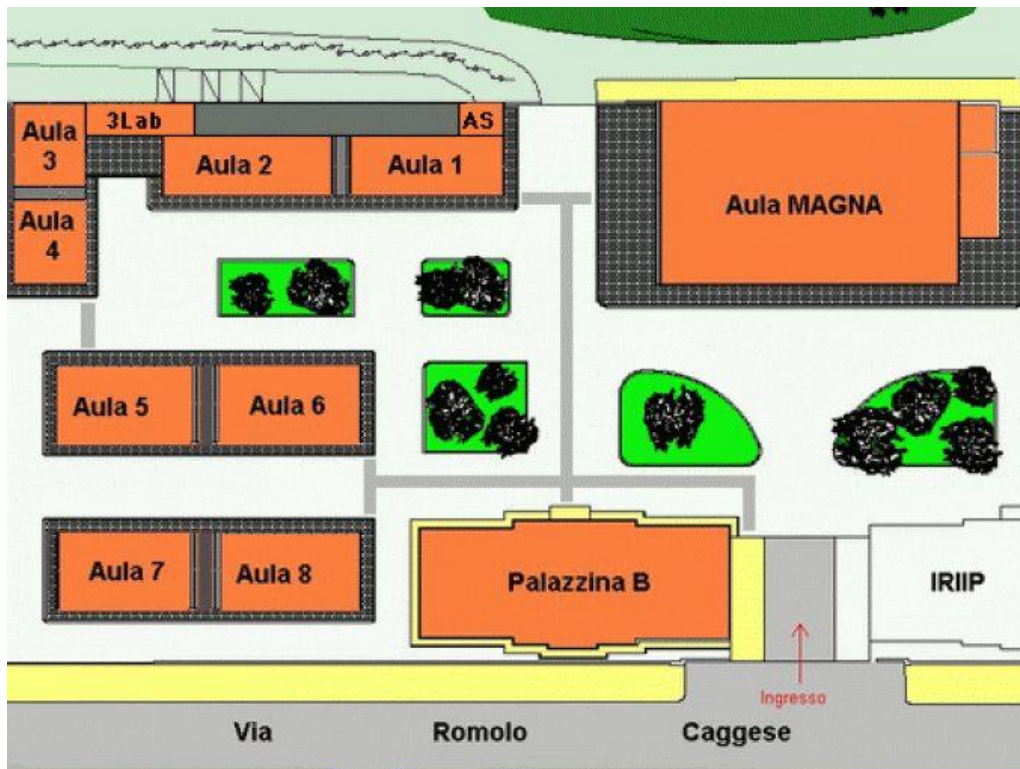 Aula
3
3Lab
AS
Aula 2
Aula 1
Aula MAGNA
Aula
4
Aula 5
Aula 6
Aula 7
Aula 8
Palazzina B
IRIIP
Ingresso
Via Romolo Caggese